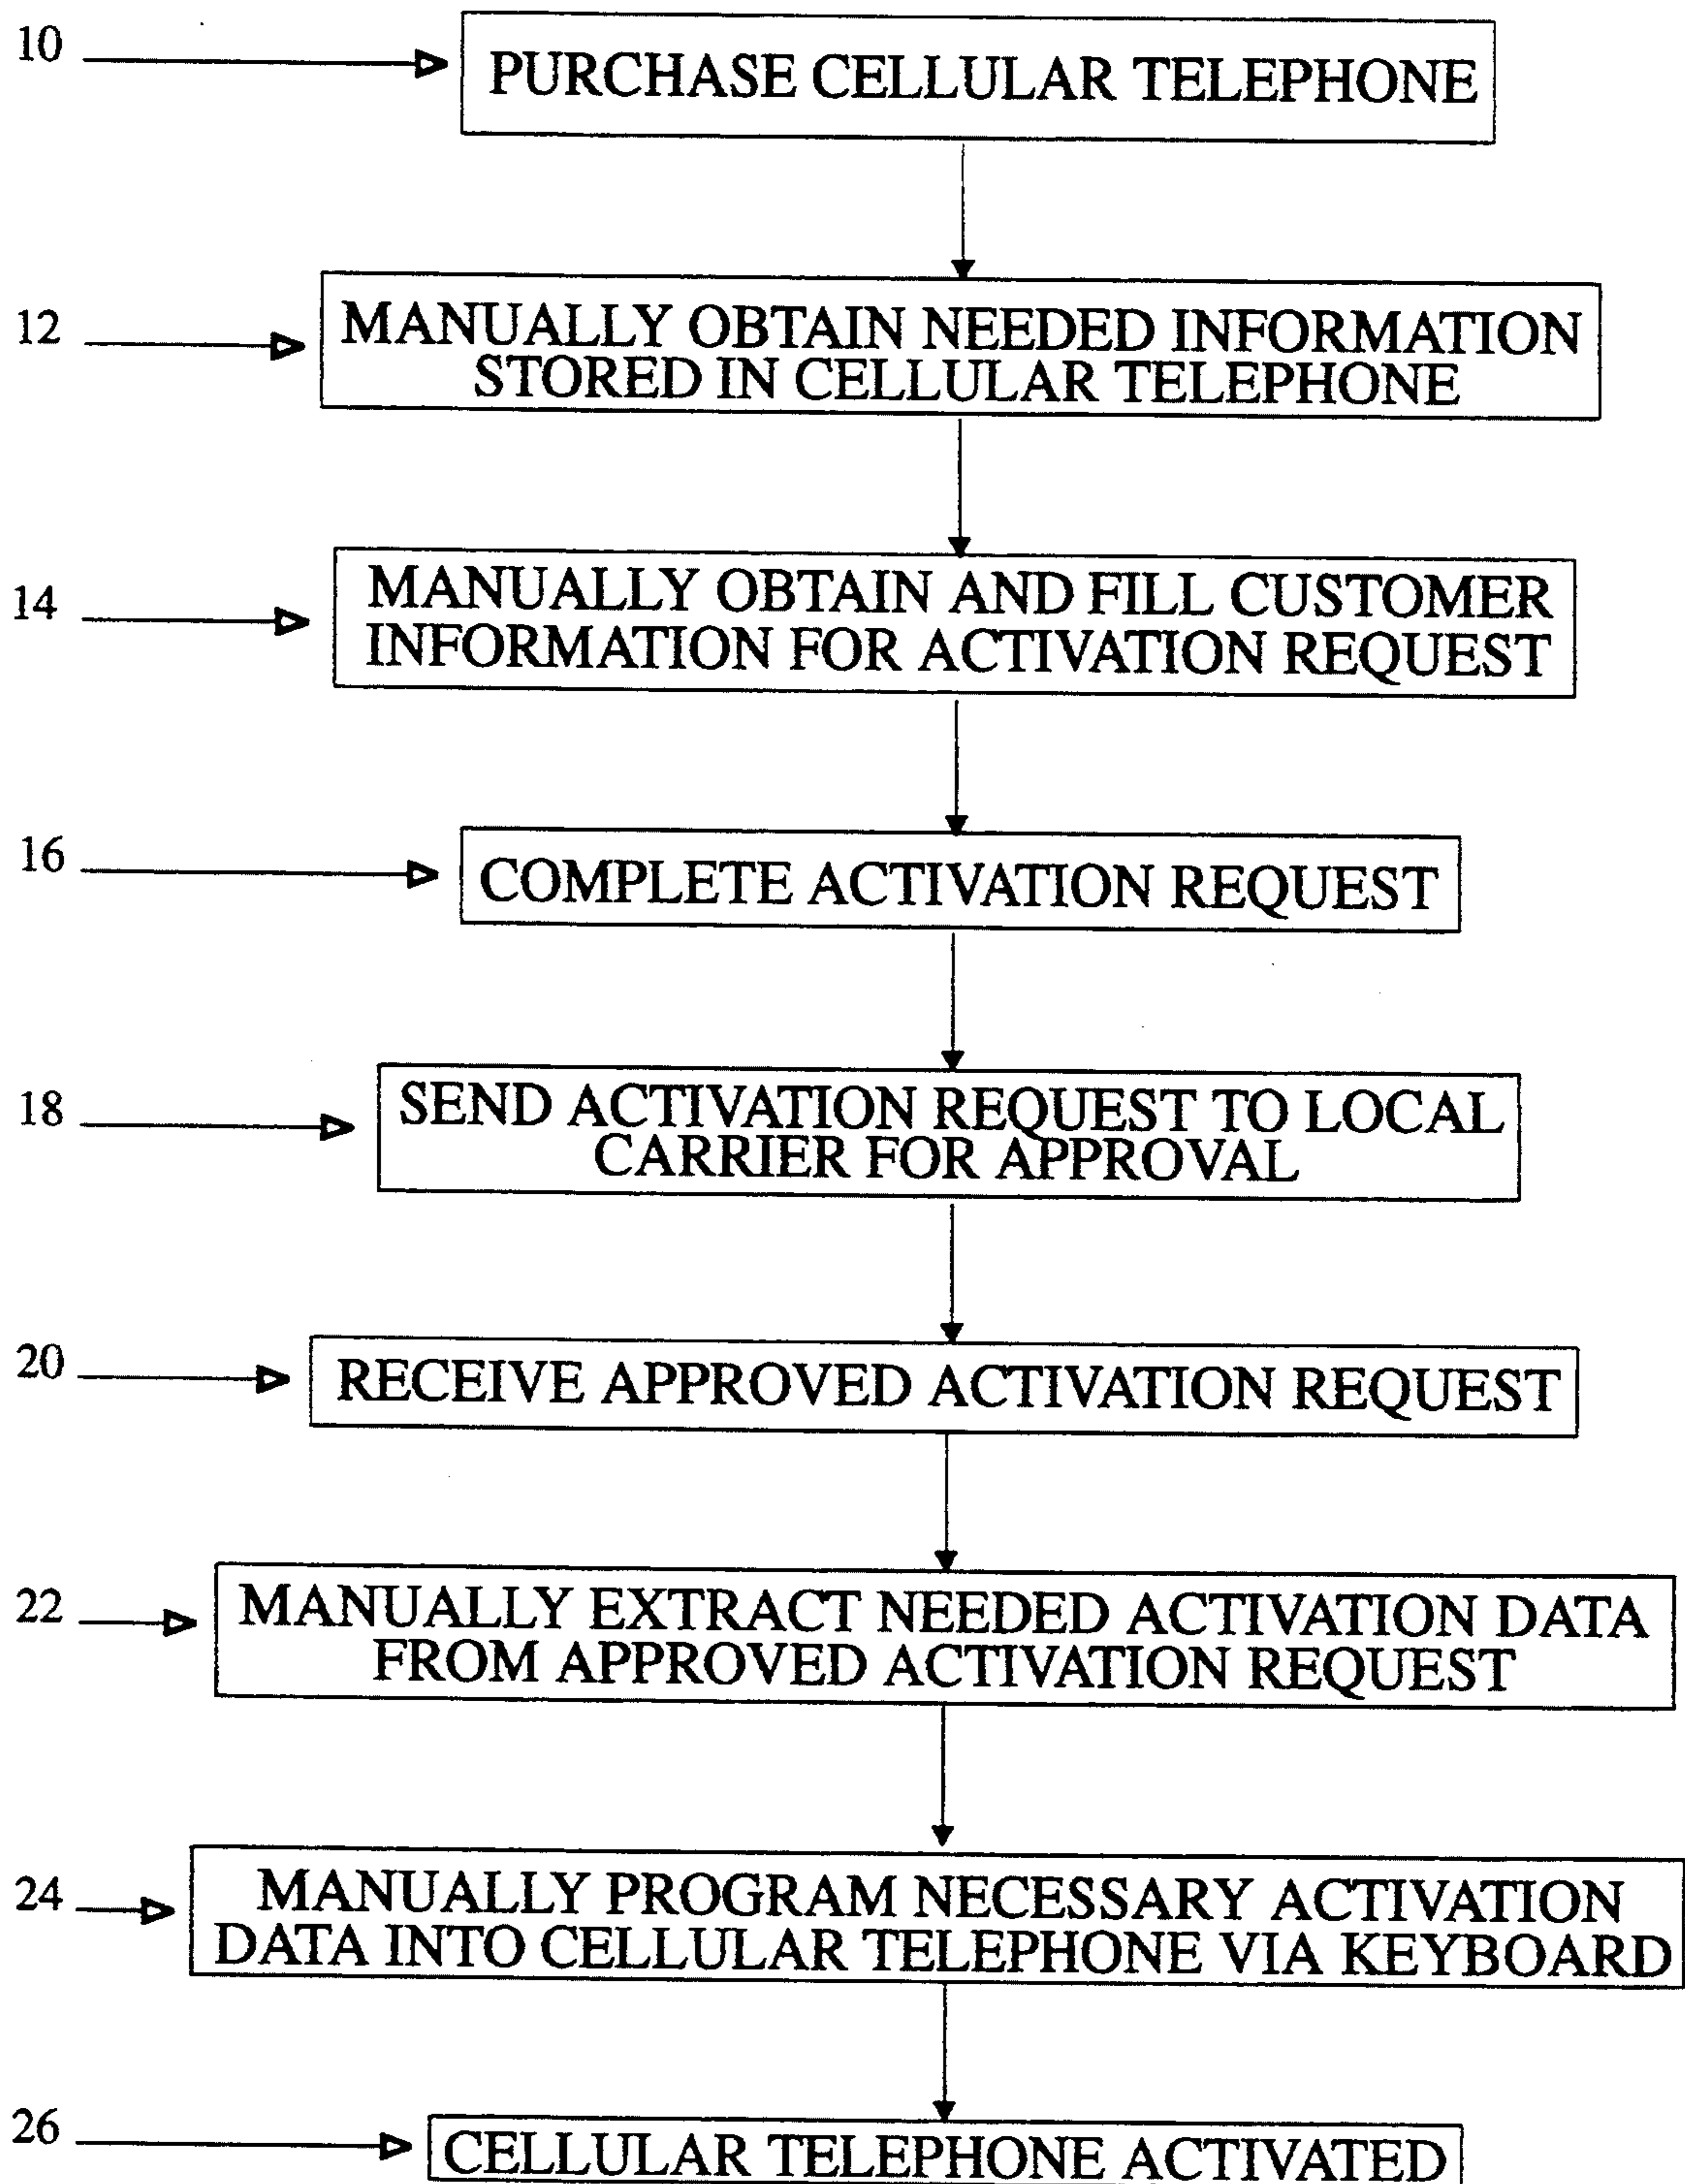 10
PURCHASE CELLULAR TELEPHONE
12
MANUALLY OBTAIN NEEDED INFORMATION
STORED IN CELLULAR TELEPHONE
14
MANUALLY OBTAIN AND FILL CUSTOMER
INFORMATION FOR ACTIVATION REQUEST
16
COMPLETE ACTIVATION REQUEST
18
SEND ACTIVATION REQUEST TO LOCAL
CARRIER FOR APPROVAL
20
RECEIVE APPROVED ACTIVATION REQUEST
22
MANUALLY EXTRACT NEEDED ACTIVATION DATA
FROM APPROVED ACTIVATION REQUEST
24
MANUALLY PROGRAM NECESSARY ACTIVATION
DATA INTO CELLULAR TELEPHONE VIA KEYBOARD
26
CELLULAR TELEPHONE ACTIVATED